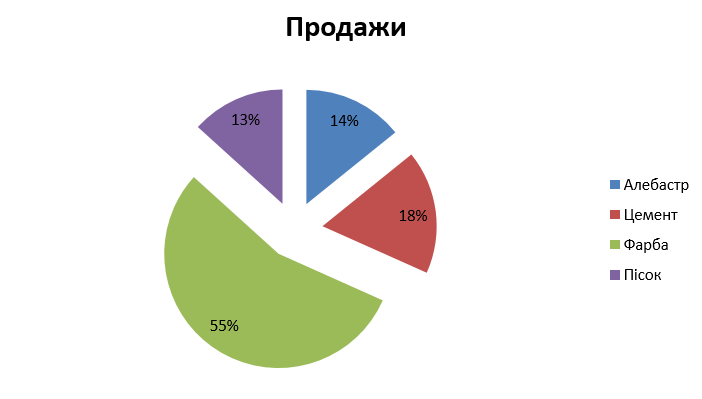 Продажи
13%
14%
18%
55%
Алебастр
Цемент
Фарба
Пісок